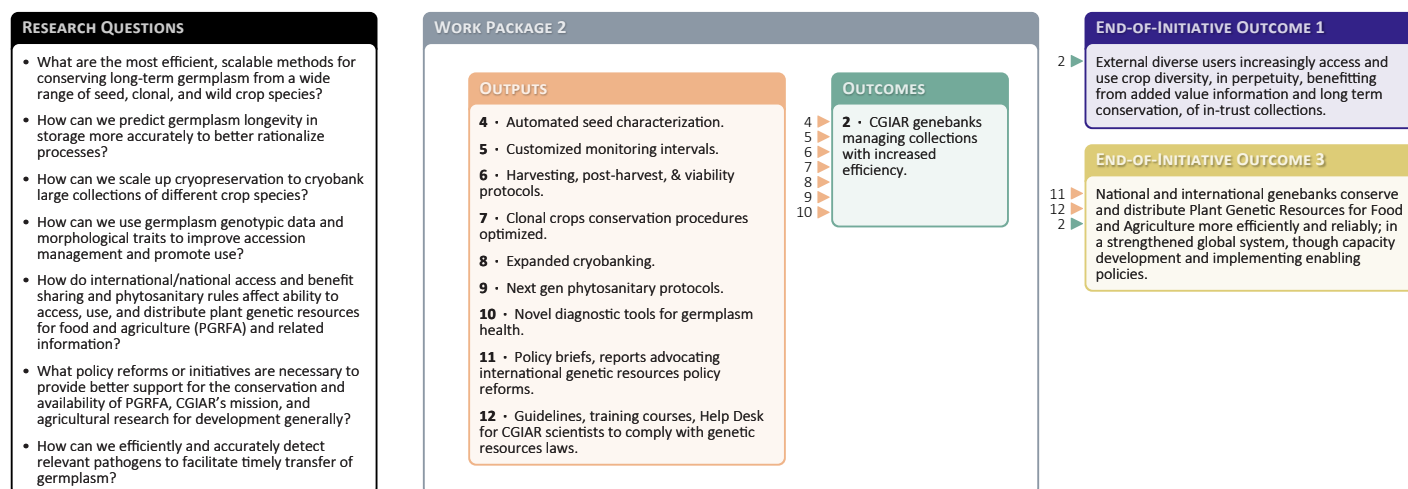 RESEARCH QUESTIONS
• What are the most efficient, scalable methods for
conserving long-term germplasm from a wide
range of seed, clonal, and wild crop species?
• How can we predict germplasm longevity in
storage more accurately to better rationalize
processes?
• How can we scale up cryopreservation to cryobank
large collections of different crop species?
• How can we use germplasm genotypic data and
morphological traits to improve accession
management and promote use?
• How do international/national access and benefit
sharing and phytosanitary rules affect ability to
access, use, and distribute plant genetic resources
for food and agriculture (PGRFA) and related
information?
• What policy reforms or initiatives are necessary to
provide better support for the conservation and
availability of PGRFA, CGIAR's mission, and
agricultural research for development generally?
• How can we efficiently and accurately detect
relevant pathogens to facilitate timely transfer of
germplasm?
WORK PACKAGE 2
OUTPUTS
4 · Automated seed characterization.
5 · Customized monitoring intervals.
6 · Harvesting, post-harvest, & viability
protocols.
7 · Clonal crops conservation procedures
optimized.
8 · Expanded cryobanking.
9 · Next gen phytosanitary protocols.
10 · Novel diagnostic tools for germplasm
health.
11 · Policy briefs, reports advocating
international genetic resources policy
reforms.
12 · Guidelines, training courses, Help Desk
for CGIAR scientists to comply with genetic
resources laws.
4
5
6
7
8
9
10
OUTCOMES
2 · CGIAR genebanks
managing collections
with increased
efficiency.
END-OF-INITIATIVE OUTCOME 1
2
External diverse users increasingly access and
use crop diversity, in perpetuity, benefitting
from added value information and long term
conservation, of in-trust collections.
END-OF-INITIATIVE OUTCOME 3
11
12
2
National and international genebanks conserve
and distribute Plant Genetic Resources for Food
and Agriculture more efficiently and reliably; in
a strengthened global system, though capacity
development and implementing enabling
policies.